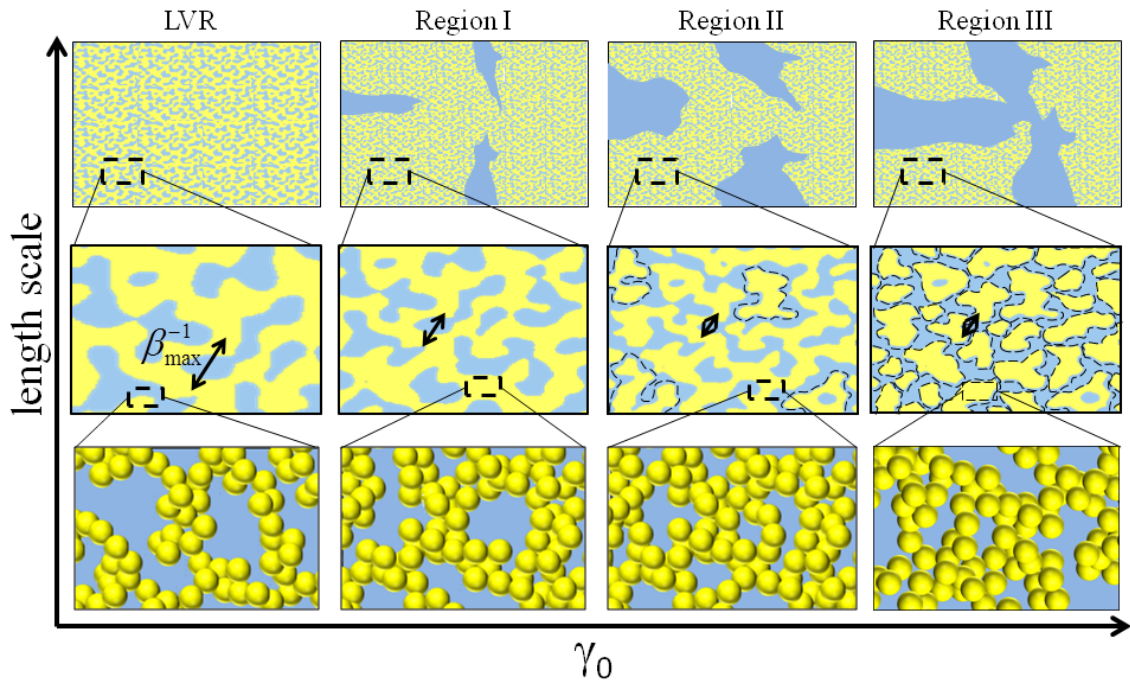 LVR Region I Region II Region III
length scale
β⁻¹max
γ₀